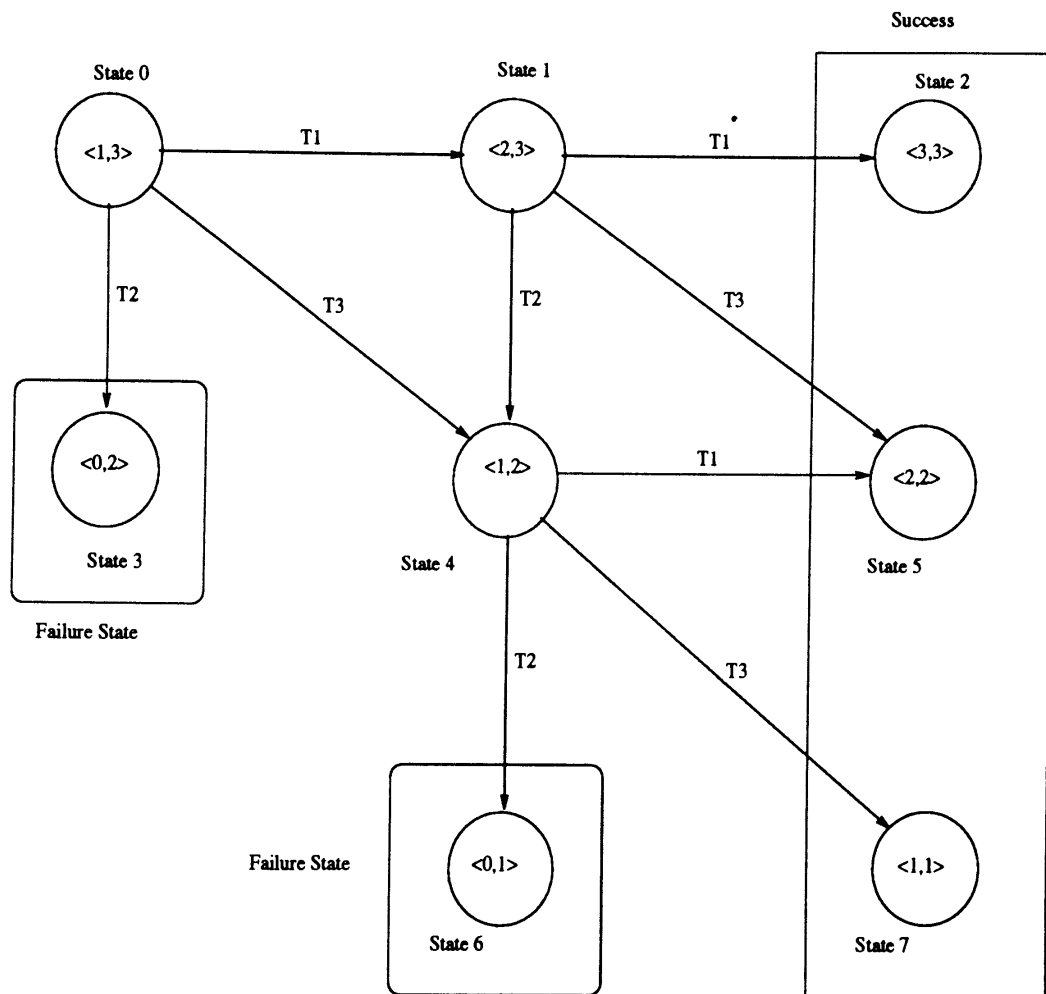 Success
State 0
State 1
State 2
<1,3>
T1
<2,3>
T1
<3,3>
T2
T3
T2
T3
<0,2>
<1,2>
T1
<2,2>
State 3
State 4
State 5
Failure State
T2
T3
Failure State
<0,1>
<1,1>
State 6
State 7